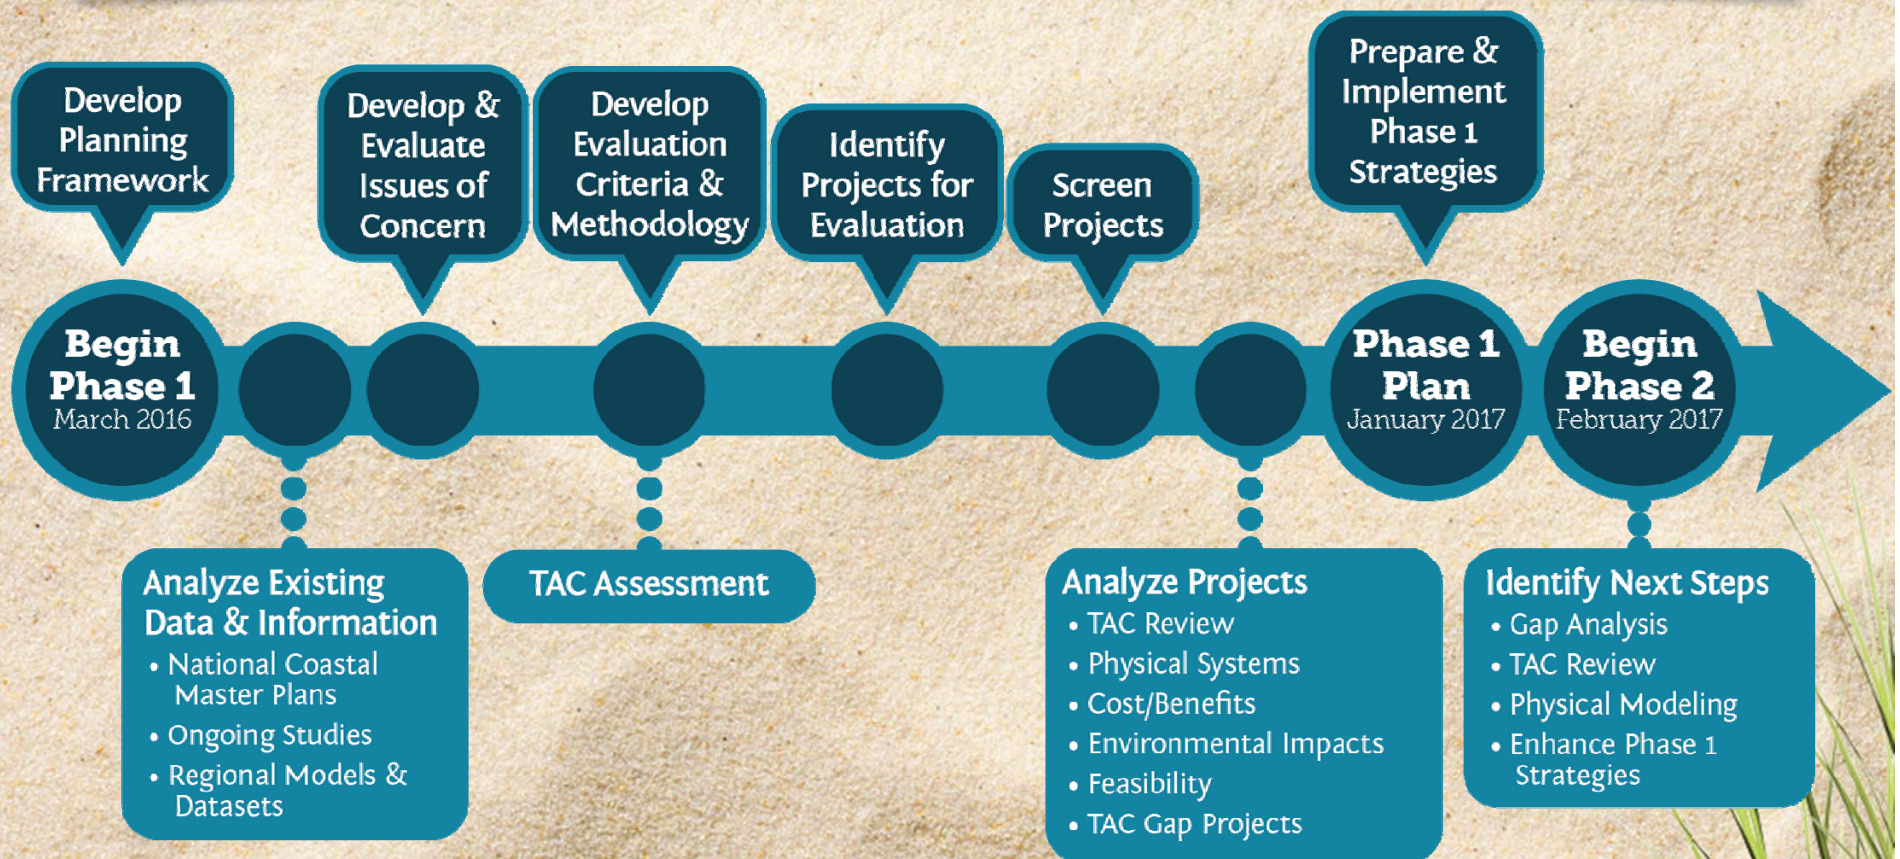 Develop
Planning
Framework
Develop &
Evaluate
Issues of
Concern
Develop
Evaluation
Criteria &
Methodology
Identify
Projects for
Evaluation
Screen
Projects
Prepare &
Implement
Phase 1
Strategies
Begin
Phase 1
March 2016
Phase 1
Plan
January 2017
Begin
Phase 2
February 2017
Analyze Existing
Data & Information
• National Coastal
Master Plans
• Ongoing Studies
• Regional Models &
Datasets
TAC Assessment
Analyze Projects
• TAC Review
• Physical Systems
• Cost/Benefits
• Environmental Impacts
• Feasibility
• TAC Gap Projects
Identify Next Steps
• Gap Analysis
• TAC Review
• Physical Modeling
• Enhance Phase 1
Strategies